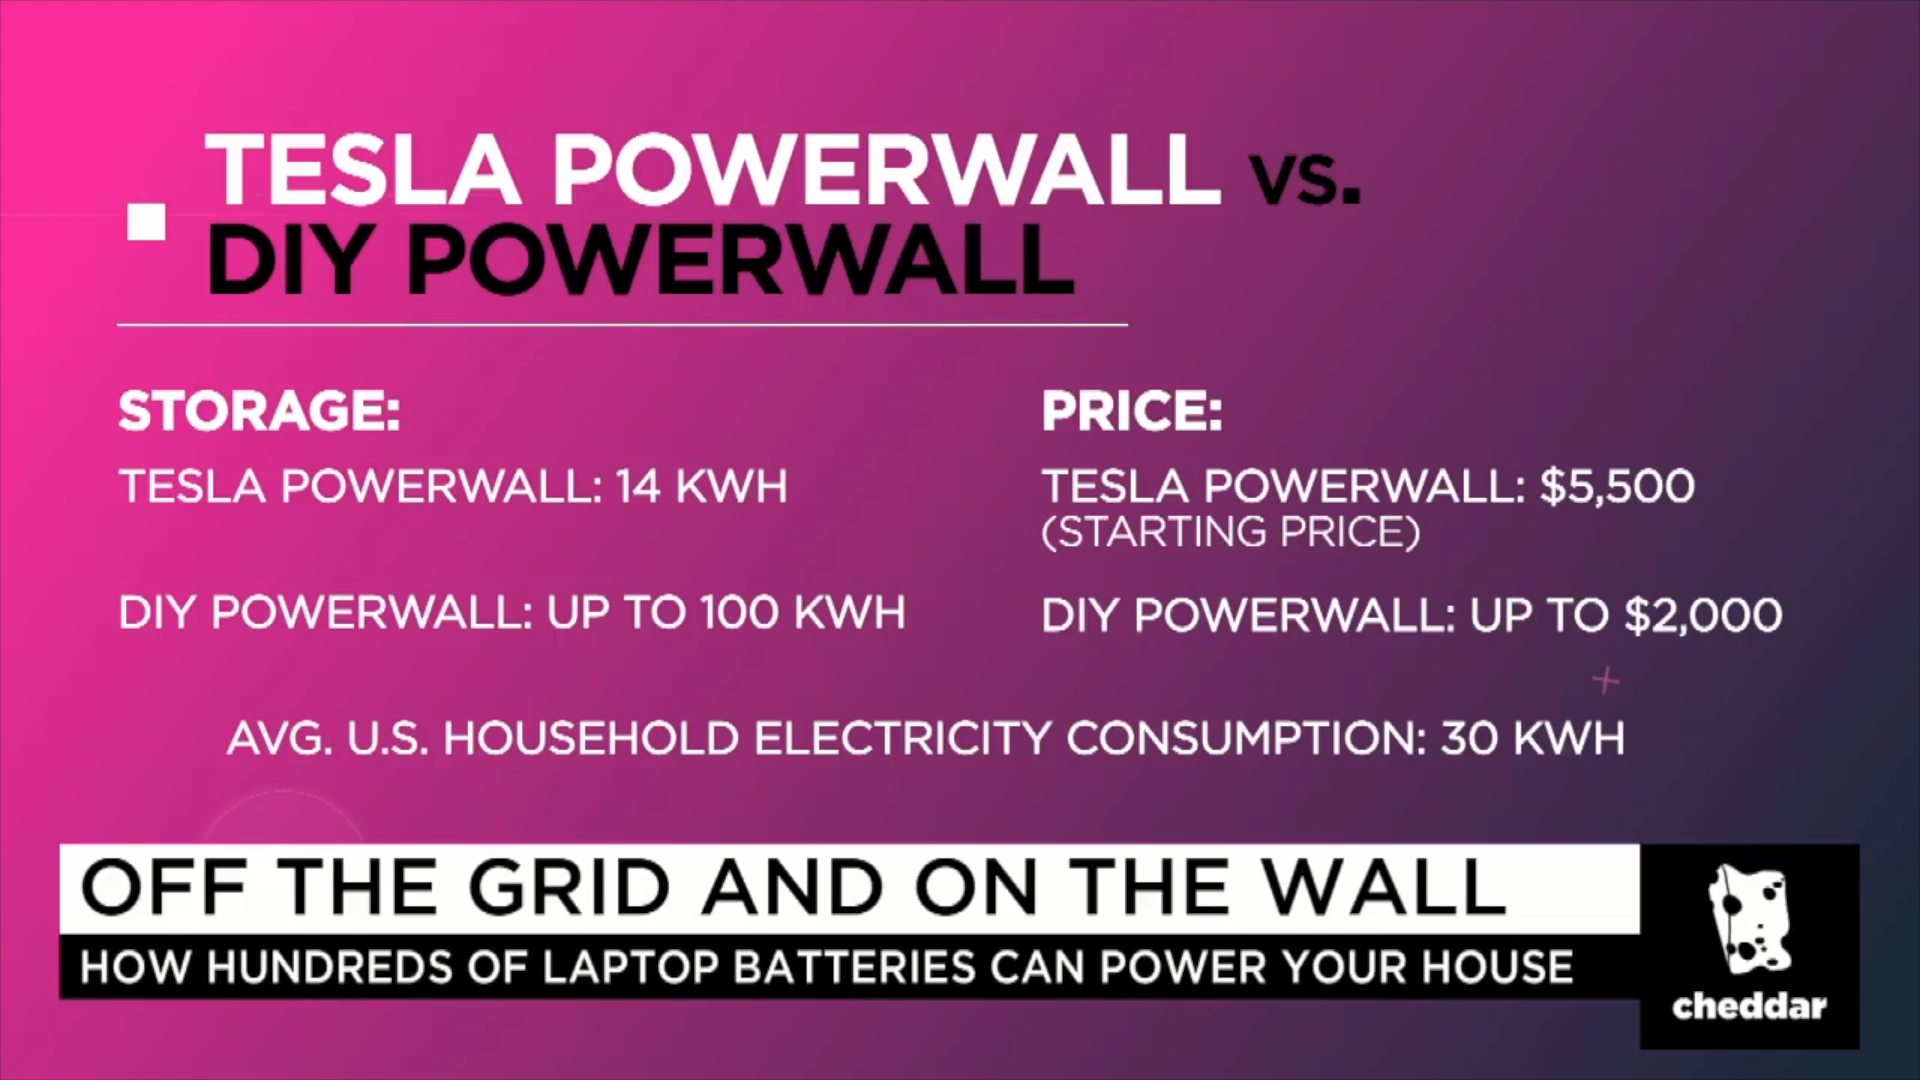 TESLA POWERWALL VS.
DIY POWERWALL
STORAGE:
TESLA POWERWALL: 14 KWH
DIY POWERWALL: UP TO 100 KWH
PRICE:
TESLA POWERWALL: $5,500
(STARTING PRICE)
DIY POWERWALL: UP TO $2,000
AVG. U.S. HOUSEHOLD ELECTRICITY CONSUMPTION: 30 KWH
OFF THE GRID AND ON THE WALL
HOW HUNDREDS OF LAPTOP BATTERIES CAN POWER YOUR HOUSE
cheddar